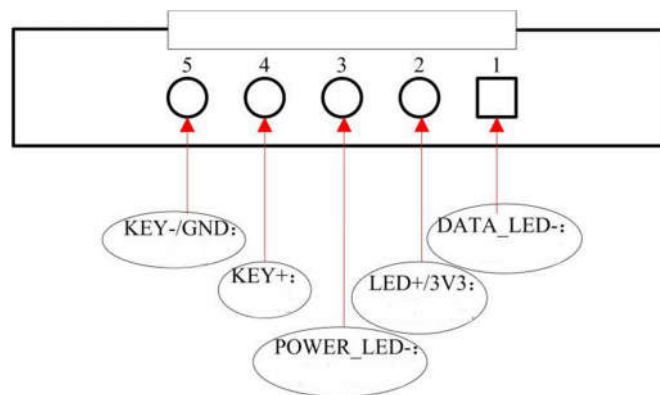 5 4 3 2 1
KEY-/GND：
DATA_LED-：
KEY+：
LED+/3V3：
POWER_LED-：